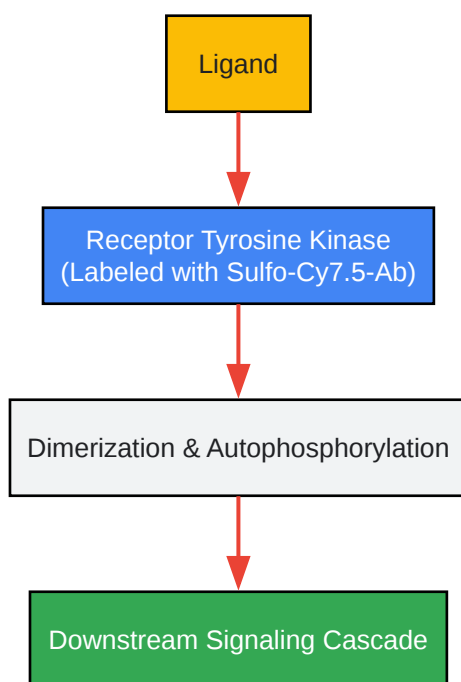 Ligand
Receptor Tyrosine Kinase
(Labeled with Sulfo-Cy7.5-Ab)
Dimerization & Autophosphorylation
Downstream Signaling Cascade